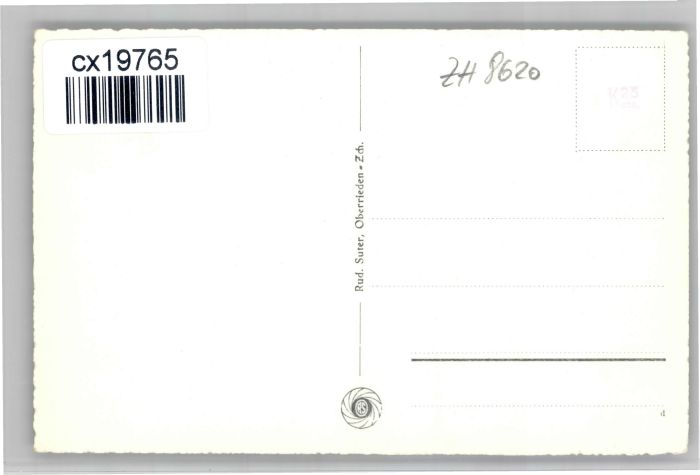 cx19765
ZH 8620
Rud. Suter, Oberrieden - Zch.